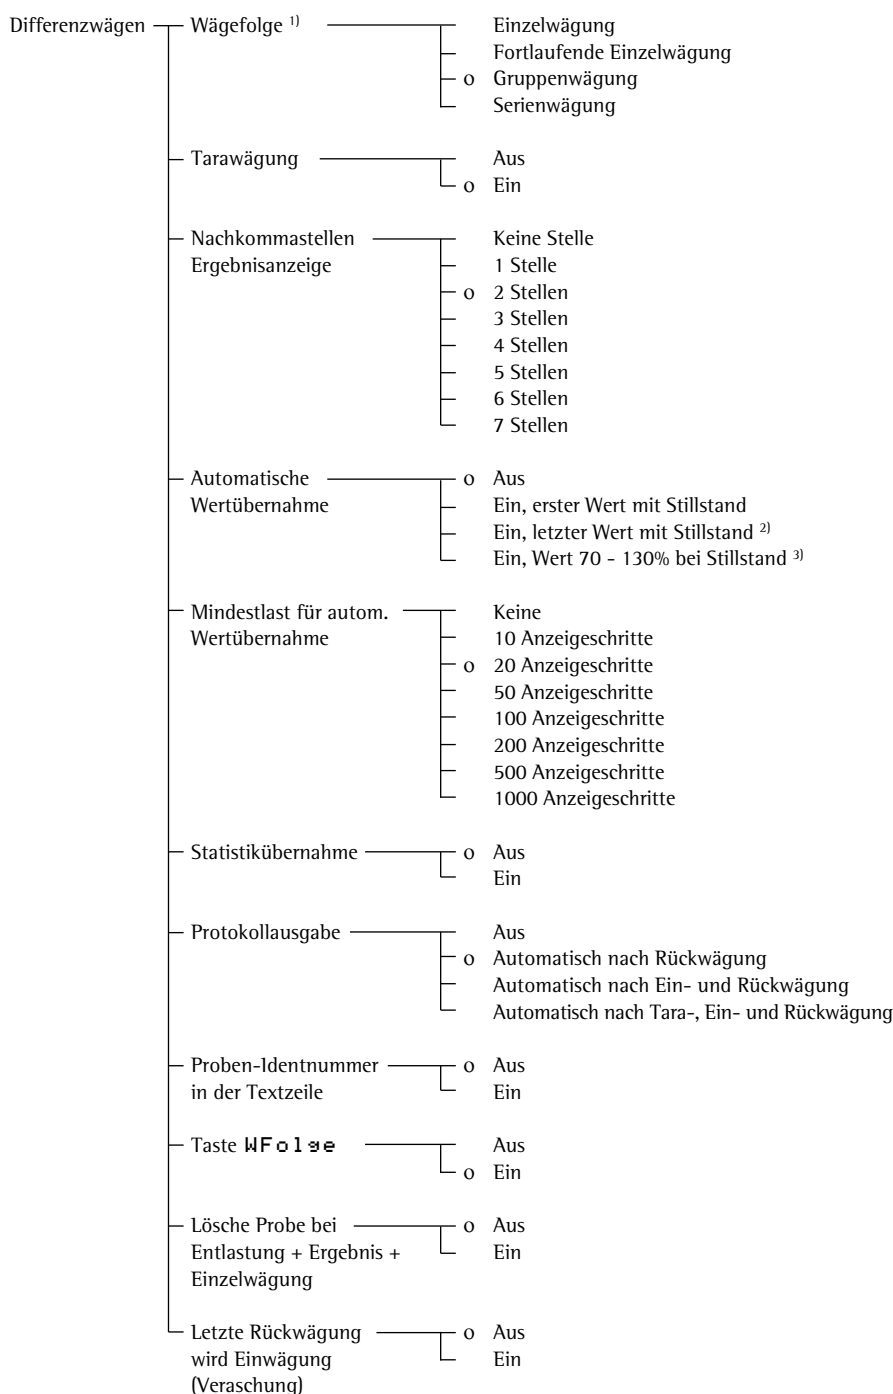 Differenzwägen Wägefolge 1) Einzelwägung
Fortlaufende Einzelwägung
o Gruppenwägung
Serienwägung
Tarawägung Aus
o Ein
Nachkommastellen Keine Stelle
Ergebnisanzeige 1 Stelle
o 2 Stellen
3 Stellen
4 Stellen
5 Stellen
6 Stellen
7 Stellen
Automatische o Aus
Wertübernahme Ein, erster Wert mit Stillstand
Ein, letzter Wert mit Stillstand 2)
Ein, Wert 70 - 130% bei Stillstand 3)
Mindestlast für autom. Keine
Wertübernahme 10 Anzeigeschritte
o 20 Anzeigeschritte
50 Anzeigeschritte
100 Anzeigeschritte
200 Anzeigeschritte
500 Anzeigeschritte
1000 Anzeigeschritte
Statistikübernahme o Aus
Ein
Protokollausgabe Aus
o Automatisch nach Rückwägung
Automatisch nach Ein- und Rückwägung
Automatisch nach Tara-, Ein- und Rückwägung
Proben-Identnummer o Aus
in der Textzeile Ein
Taste WFolge Aus
o Ein
Lösche Probe bei o Aus
Entlastung + Ergebnis + Ein
Einzelwägung
Letzte Rückwägung o Aus
wird Einwägung Ein
(Veraschung)